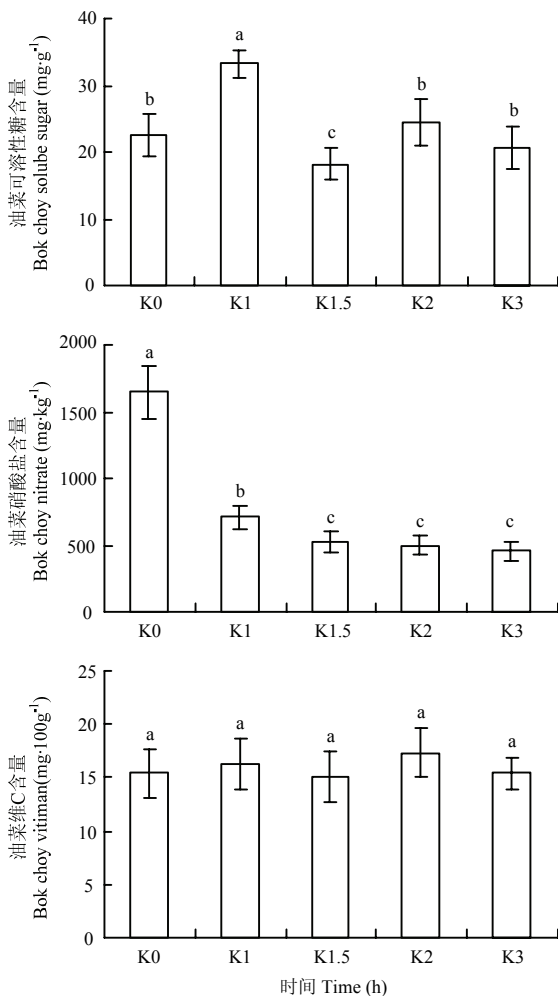 40
30
20
10
0
油菜可溶性糖含量
Bok choy solube sugar (mg·g⁻¹)
b
a
c
b
b
K0 K1 K1.5 K2 K3
2000
1500
1000
500
0
油菜硝酸盐含量
Bok choy nitrate (mg·kg⁻¹)
a
b
c
c
c
K0 K1 K1.5 K2 K3
25
20
15
10
5
0
油菜维C含量
Bok choy vitiman(mg·100g⁻¹)
a
a
a
a
a
K0 K1 K1.5 K2 K3
时间 Time (h)